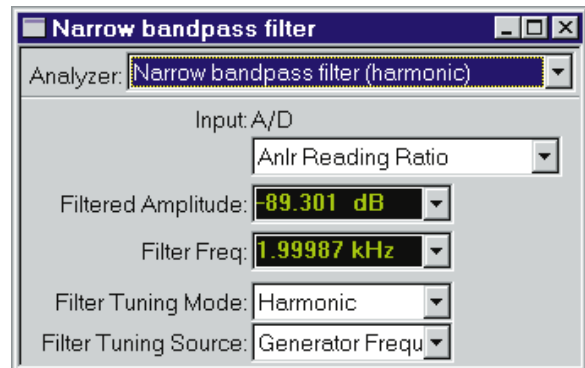 Narrow bandpass filter
Analyzer: Narrow bandpass filter (harmonic)
Input: A/D
Anlr Reading Ratio
Filtered Amplitude: -89.301 dB
Filter Freq: 1.99987 kHz
Filter Tuning Mode: Harmonic
Filter Tuning Source: Generator Frequ